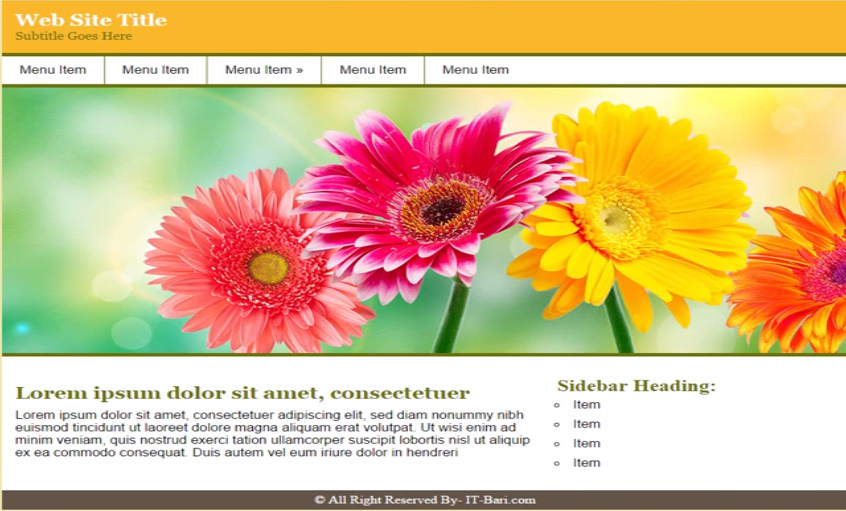 Web Site Title
Subtitle Goes Here
Menu Item Menu Item Menu Item » Menu Item Menu Item
Lorem ipsum dolor sit amet, consectetuer
Lorem ipsum dolor sit amet, consectetuer adipiscing elit, sed diam nonummy nibh
euismod tincidunt ut laoreet dolore magna aliquam erat volutpat. Ut wisi enim ad
minim veniam, quis nostrud exerci tation ullamcorper suscipit lobortis nisl ut aliquip
ex ea commodo consequat. Duis autem vel eum iriure dolor in hendreri
Sidebar Heading:
Item
Item
Item
Item
© All Right Reserved By- IT-Bari.com